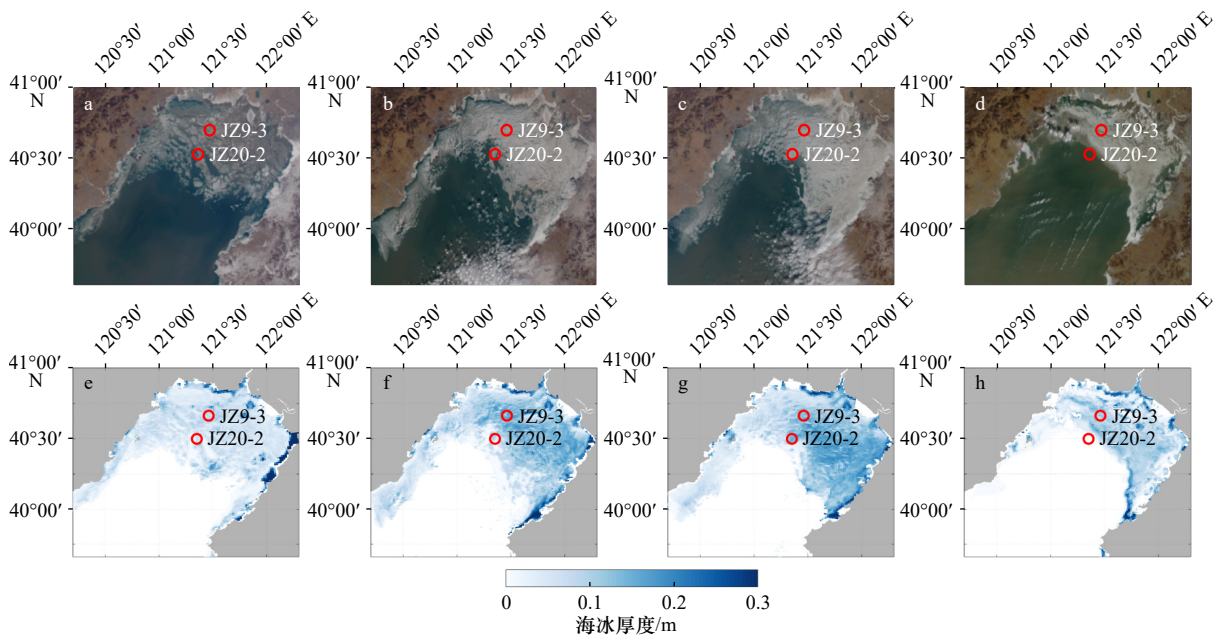 120°30′ 121°00′ 121°30′ 122°00′ E 120°30′ 121°00′ 121°30′ 122°00′ E 120°30′ 121°00′ 121°30′ 122°00′ E 120°30′ 121°00′ 121°30′ 122°00′ E
41°00′ 41°00′ 41°00′ 41°00′
N N N N
a b c d
JZ9-3 JZ9-3 JZ9-3 JZ9-3
40°30′ JZ20-2 40°30′ JZ20-2 40°30′ JZ20-2 40°30′ JZ20-2
40°00′ 40°00′ 40°00′ 40°00′
120°30′ 121°00′ 121°30′ 122°00′ E 120°30′ 121°00′ 121°30′ 122°00′ E 120°30′ 121°00′ 121°30′ 122°00′ E 120°30′ 121°00′ 121°30′ 122°00′ E
41°00′ 41°00′ 41°00′ 41°00′
N N N N
e f g h
JZ9-3 JZ9-3 JZ9-3 JZ9-3
40°30′ JZ20-2 40°30′ JZ20-2 40°30′ JZ20-2 40°30′ JZ20-2
40°00′ 40°00′ 40°00′ 40°00′
0 0.1 0.2 0.3
海冰厚度/m